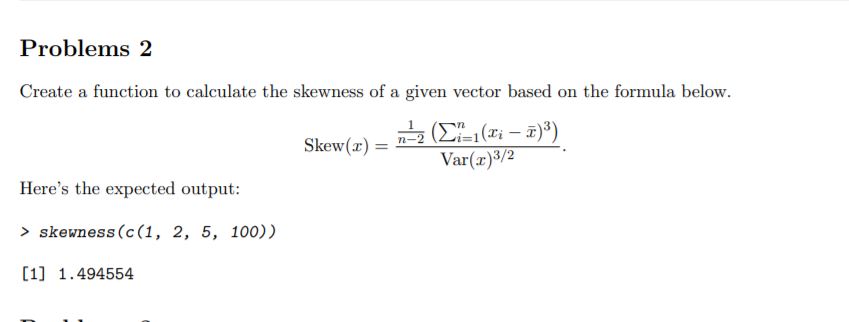 Problems 2
Create a function to calculate the skewness of a given vector based on the formula below.
Skew(x) = \frac{\frac{1}{n-2} \left( \sum_{i=1}^{n} (x_i - \bar{x})^3 \right)}{\text{Var}(x)^{3/2}}.
Here's the expected output:
> skewness(c(1, 2, 5, 100))
[1] 1.494554